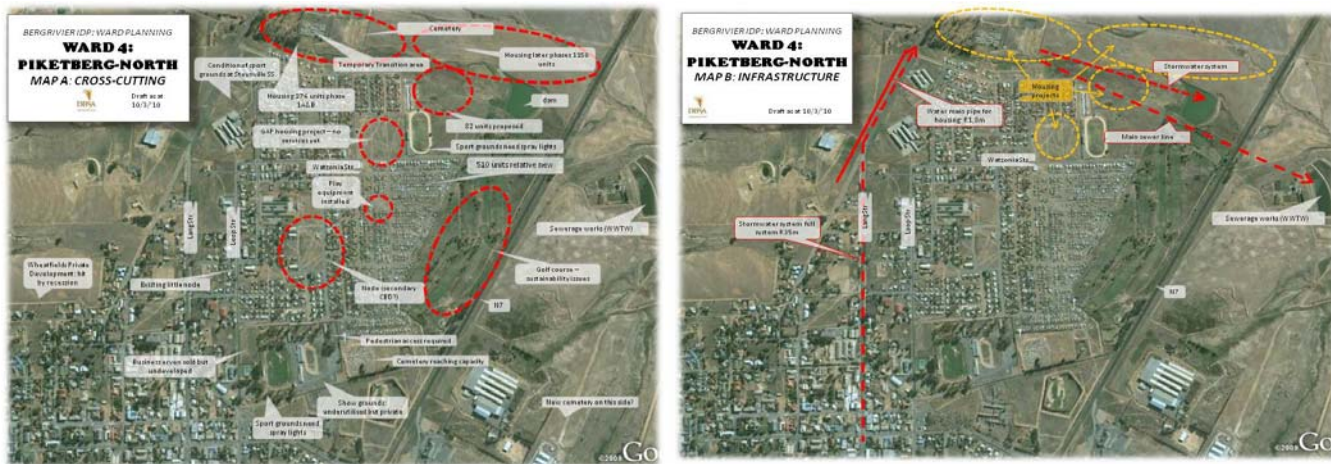 BERGRIVIER IDP: WARD PLANNING
WARD 4:
PIKETBERG-NORTH
MAP A: CROSS-CUTTING
Draft as at
10/3/'10
Cemetery
Housing later phases 1153
units
Condition of sport
grounds at Steynville SS
Temporary Transition area
Housing 274 units phase
1 dam
GAP housing project – no
services yet
32 units proposed
Sport grounds need spray lights
Watsonia Str
510 units relative new
Play
equipment
installed
Lang Str
Loop Str
Sewerage works (WWTW)
Wheatfields Private
Development: hit
by recession
Existing little node
Node (secondary
CBD?)
Golf course –
sustainability issues
N7
Pedestrian access required
Business erven sold but
undeveloped
Cemetery reaching capacity
Show grounds:
underutilised but private
New cemetery on this side?
Sport grounds need
spray lights
©2009 Go
BERGRIVIER IDP: WARD PLANNING
WARD 4:
PIKETBERG-NORTH
MAP B: INFRASTRUCTURE
Draft as at 10/3/'10
Stormwater system
Housing
projects
Water main pipe for
housing R1,8m
Main sewer line
Watsonia Str
Lang Str
Loop Str
Sewerage works (WWTW)
Stormwater system full
system R35m
N7
©2009 Go